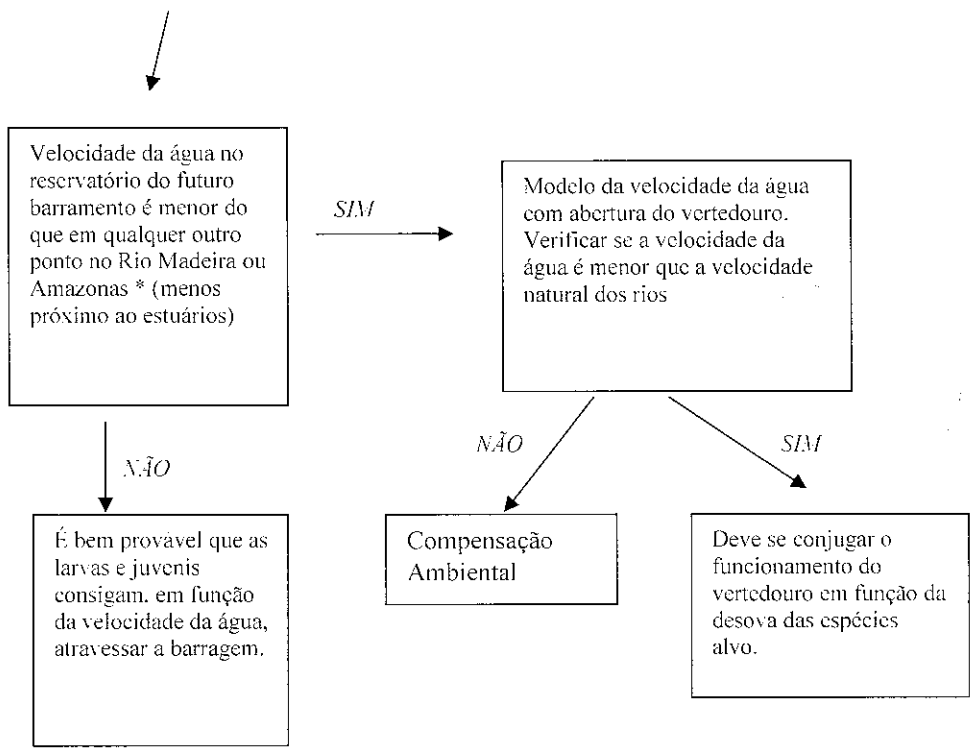 Velocidade da água no
reservatório do futuro
barramento é menor do
que em qualquer outro
ponto no Rio Madeira ou
Amazonas * (menos
próximo ao estuários)
SIM
Modelo da velocidade da água
com abertura do vertedouro.
Verificar se a velocidade da
água é menor que a velocidade
natural dos rios
NÃO
É bem provável que as
larvas e juvenis
consigam. em função
da velocidade da água,
atravessar a barragem.
NÃO
Compensação
Ambiental
SIM
Deve se conjugar o
funcionamento do
vertedouro em função da
desova das espécies
alvo.